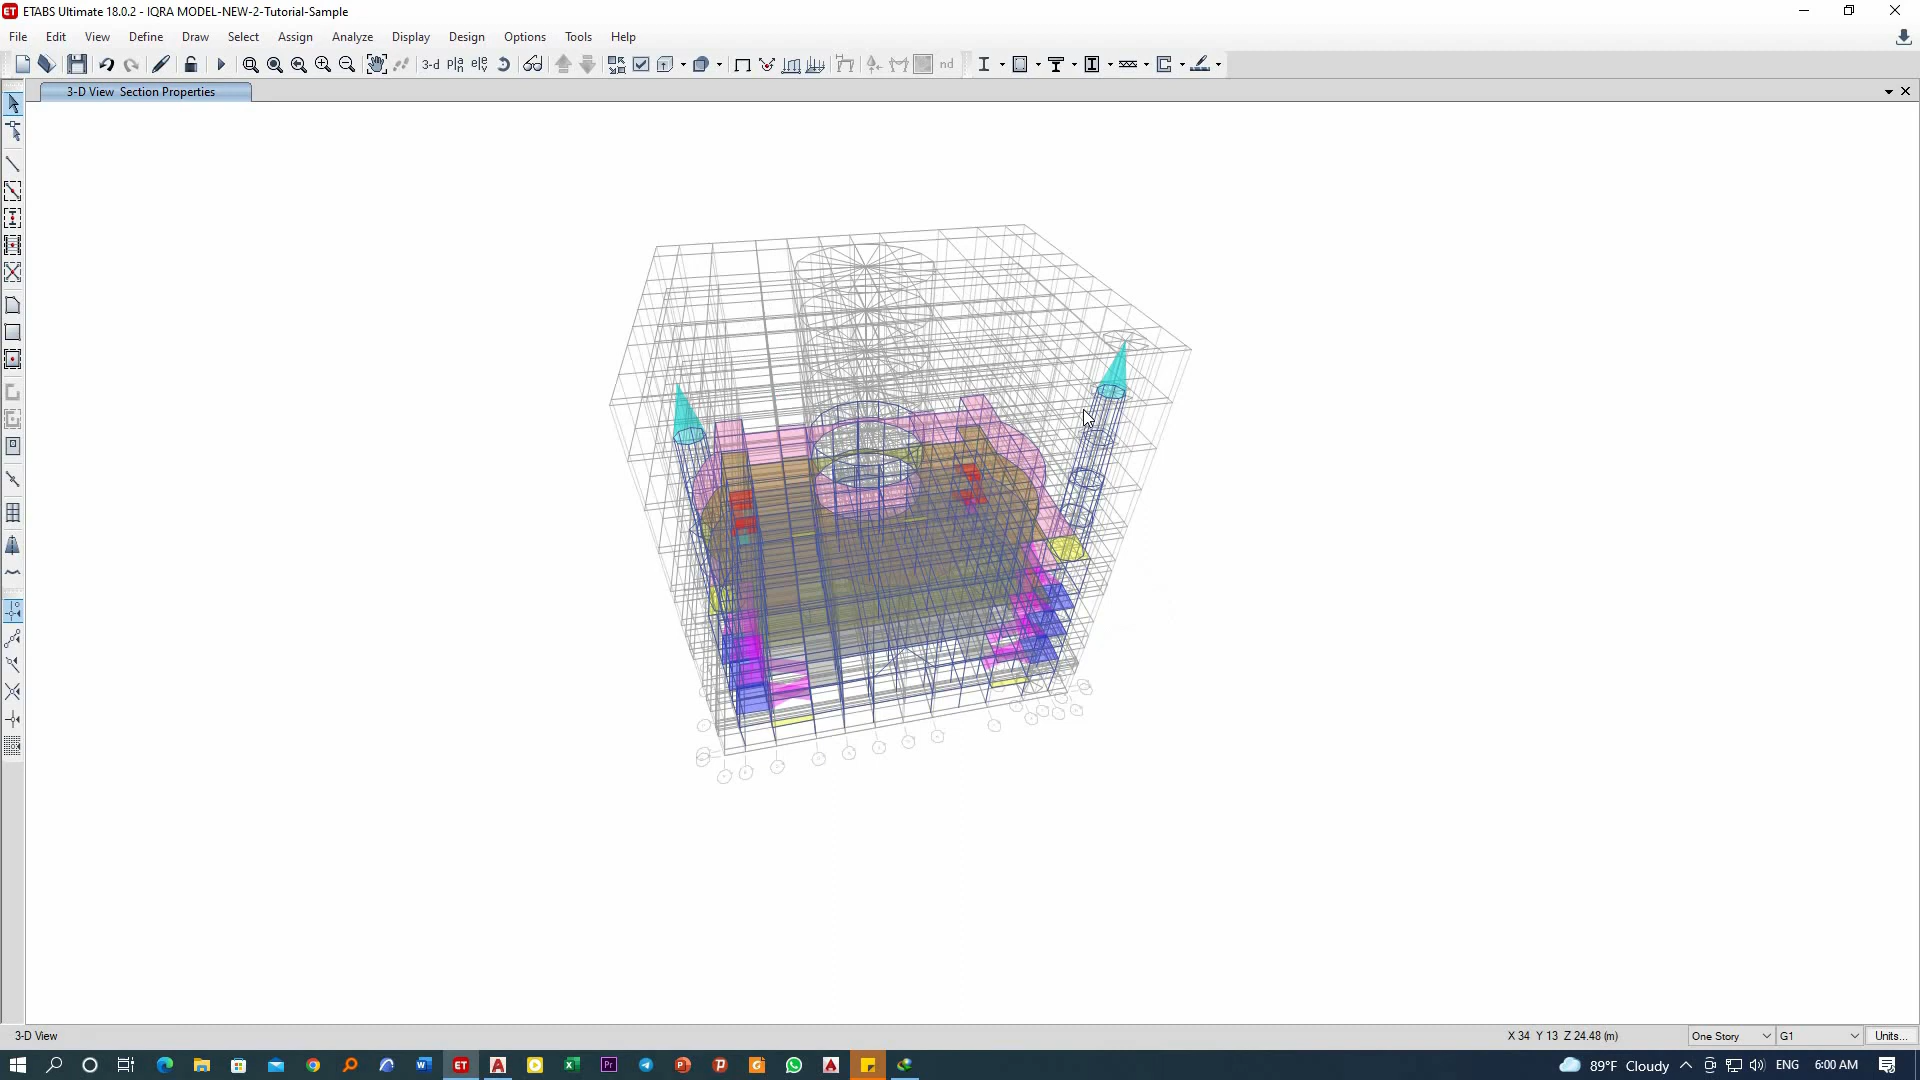 ETABS Ultimate 18.0.2 - IQRA MODEL-NEW-2-Tutorial-Sample
File Edit View Define Draw Select Assign Analyze Display Design Options Tools Help
3-d nd
3-D View Section Properties
3-D View X 34 Y 13 Z 24.48 (m) One Story G1 Units...
89°F Cloudy ENG 6:00 AM